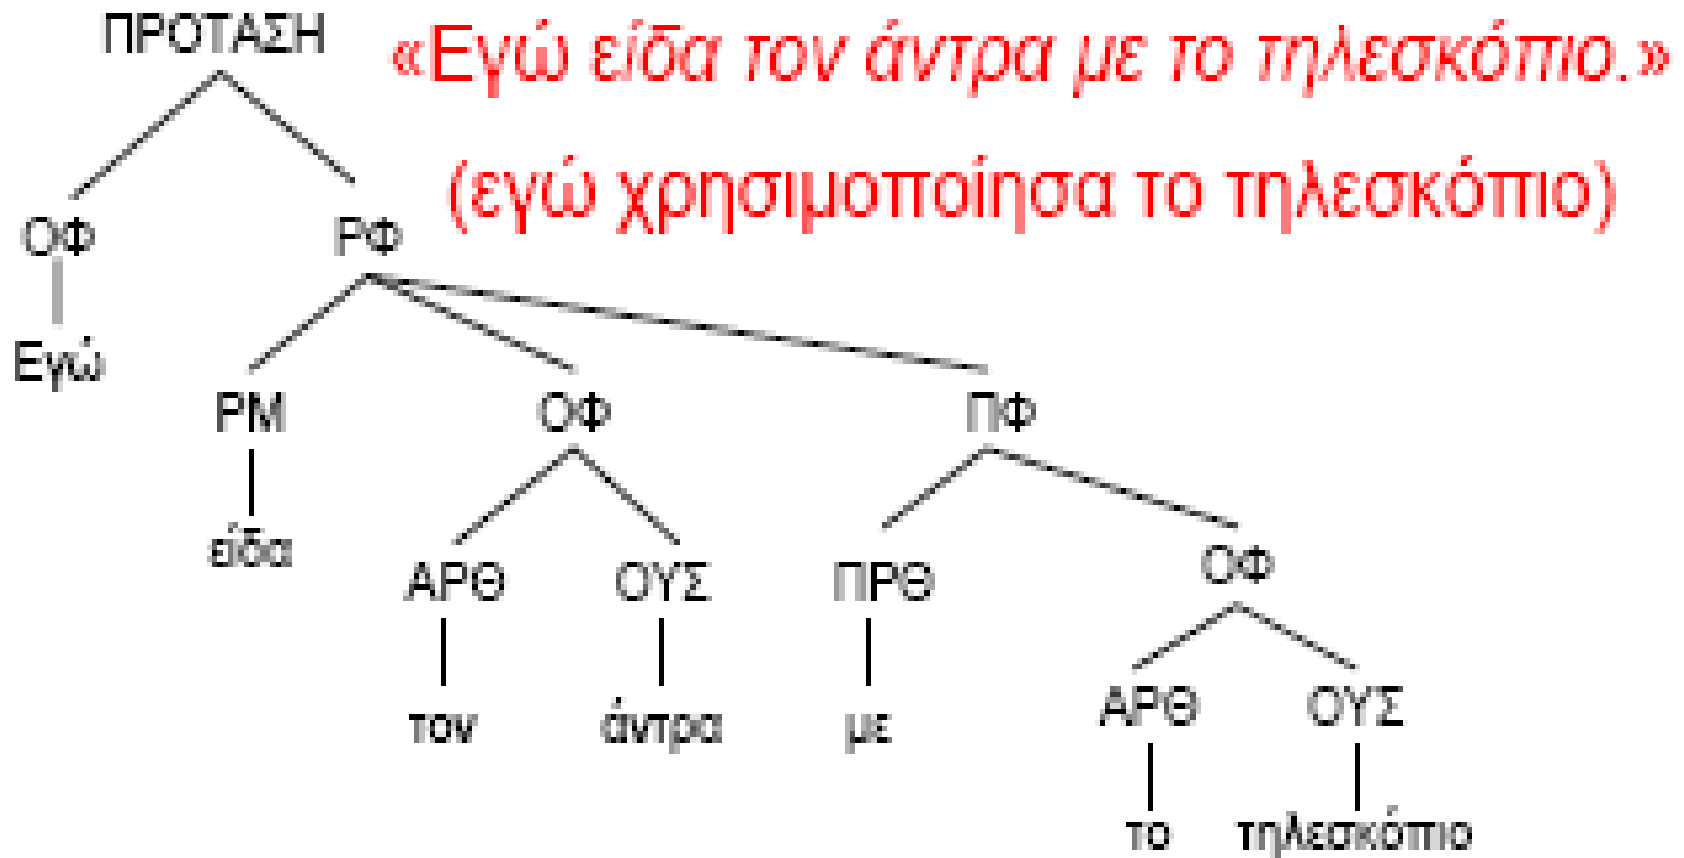 ΠΡΟΤΑΣΗ «Εγώ είδα τον άντρα με το τηλεσκόπιο.»
(εγώ χρησιμοποίησα το τηλεσκόπιο)
ΟΦ ΡΦ
Εγώ
ΡΜ ΟΦ ΠΦ
είδα
ΑΡΘ ΟΥΣ ΠΡΘ ΟΦ
τον άντρα με
ΑΡΘ ΟΥΣ
το τηλεσκόπιο